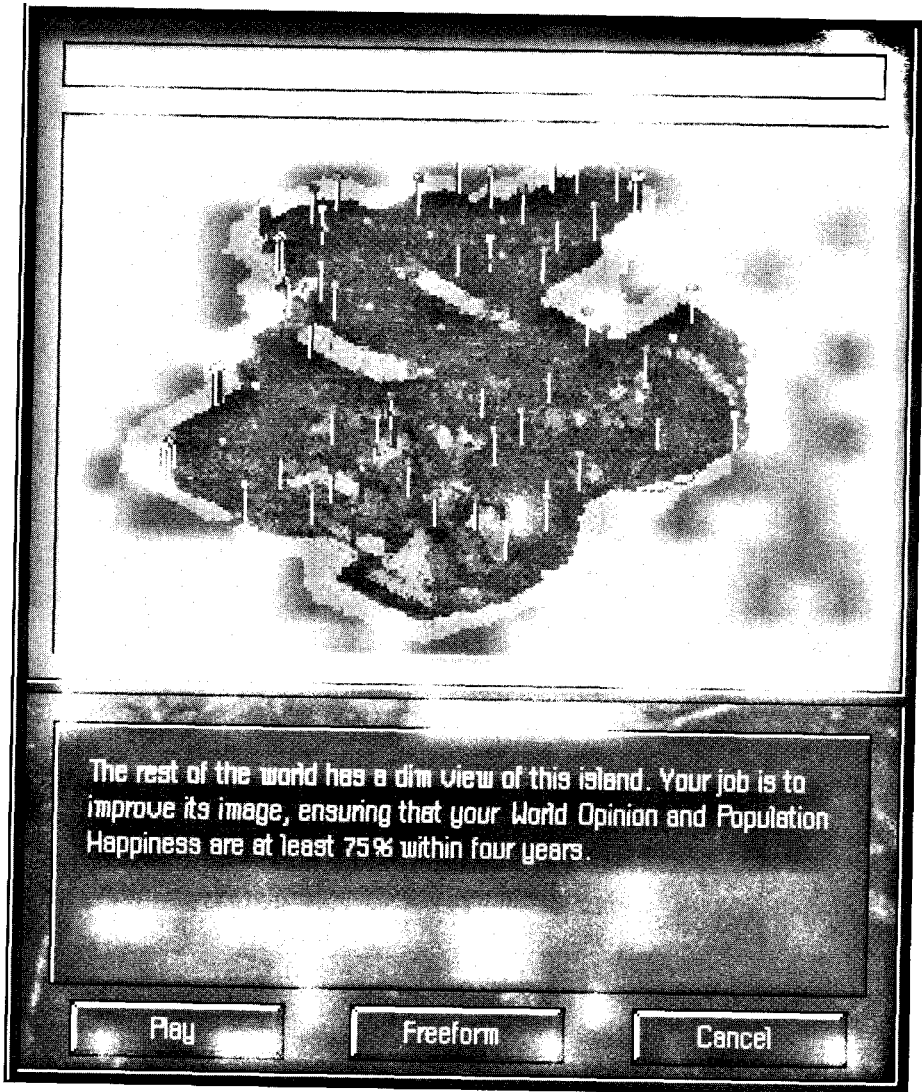 The rest of the world has a dim view of this island. Your job is to
improve its image, ensuring that your World Opinion and Population
Happiness are at least 75% within four years.
Play
Freeform
Cancel